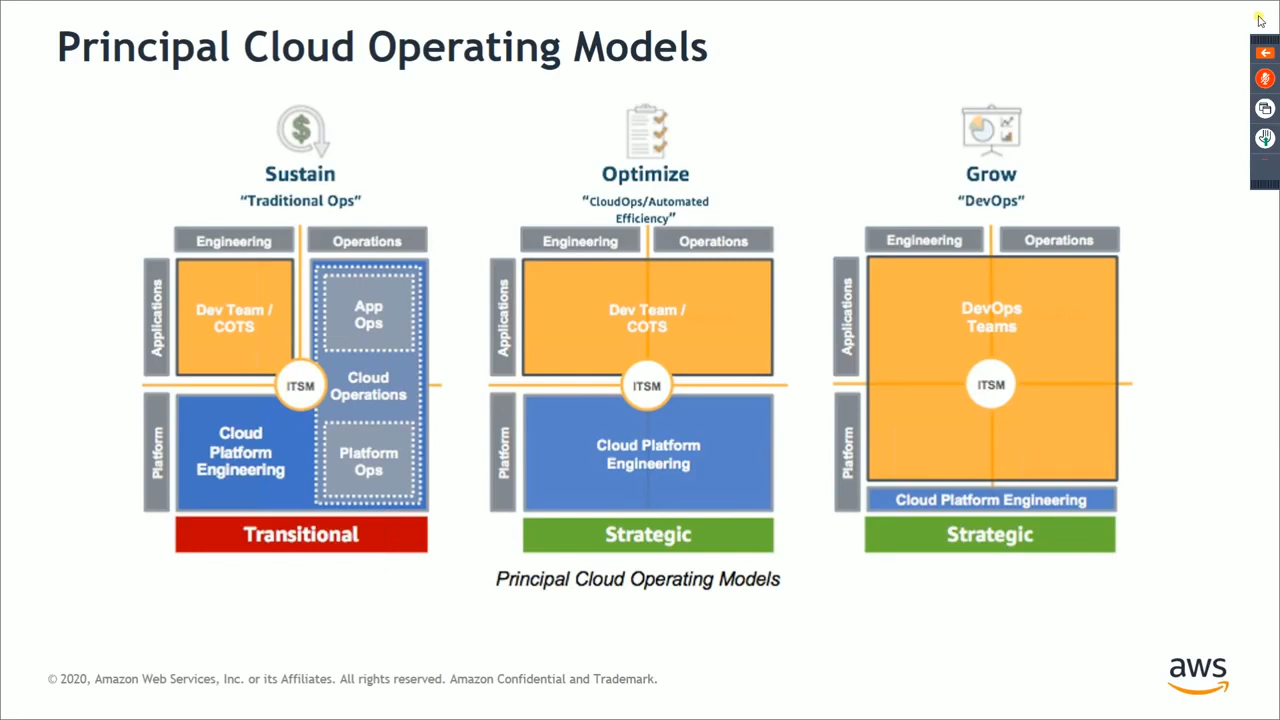 Principal Cloud Operating Models
$
Sustain
“Traditional Ops”
Engineering
Operations
Applications
Platform
Dev Team /
COTS
App
Ops
ITSM
Cloud
Operations
Cloud
Platform
Engineering
Platform
Ops
Transitional
Optimize
“CloudOps/Automated
Efficiency”
Engineering
Operations
Applications
Platform
Dev Team /
COTS
ITSM
Cloud Platform
Engineering
Strategic
Grow
“DevOps”
Engineering
Operations
Applications
Platform
DevOps
Teams
ITSM
Cloud Platform Engineering
Strategic
Principal Cloud Operating Models
© 2020, Amazon Web Services, Inc. or its Affiliates. All rights reserved. Amazon Confidential and Trademark.
aws